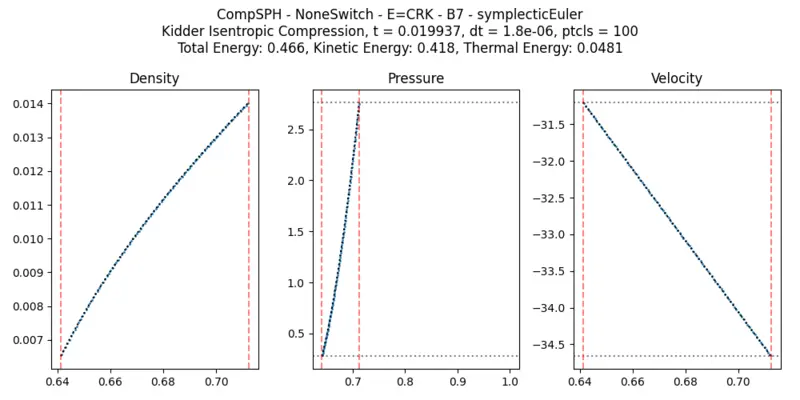 CompSPH - NoneSwitch - E=CRK - B7 - symplecticEuler
Kidder Isentropic Compression, t = 0.019937, dt = 1.8e-06, ptcls = 100
Total Energy: 0.466, Kinetic Energy: 0.418, Thermal Energy: 0.0481
Density
0.014
0.013
0.012
0.011
0.010
0.009
0.008
0.007
0.64 0.66 0.68 0.70
Pressure
2.5
2.0
1.5
1.0
0.5
0.7 0.8 0.9 1.0
Velocity
−31.5
−32.0
−32.5
−33.0
−33.5
−34.0
−34.5
0.64 0.66 0.68 0.70